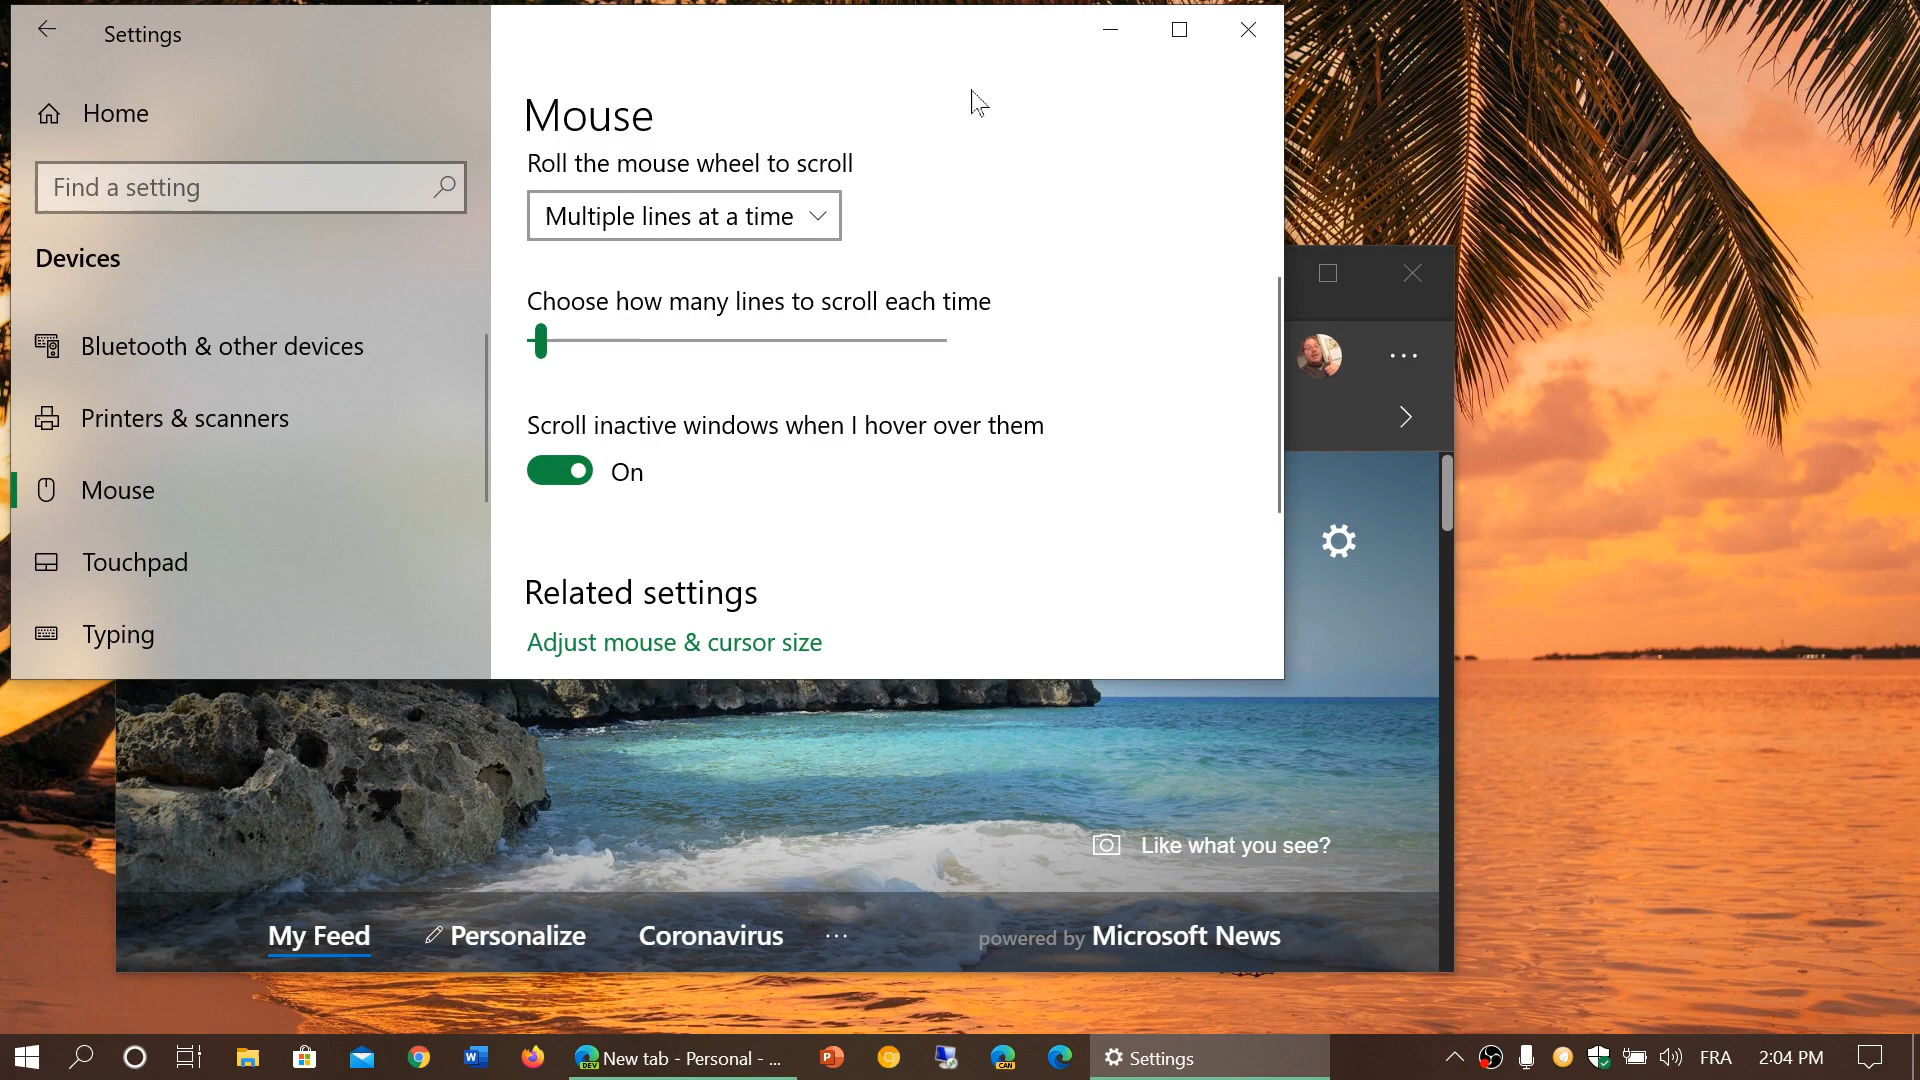 Settings
Home
Find a setting
Devices
Bluetooth & other devices
Printers & scanners
Mouse
Touchpad
Typing
Mouse
Roll the mouse wheel to scroll
Multiple lines at a time
Choose how many lines to scroll each time
Scroll inactive windows when I hover over them
On
Related settings
Adjust mouse & cursor size
Like what you see?
My Feed
Personalize
Coronavirus
powered by Microsoft News
DEV
New tab - Personal - ...
CAN
Settings
FRA
2:04 PM